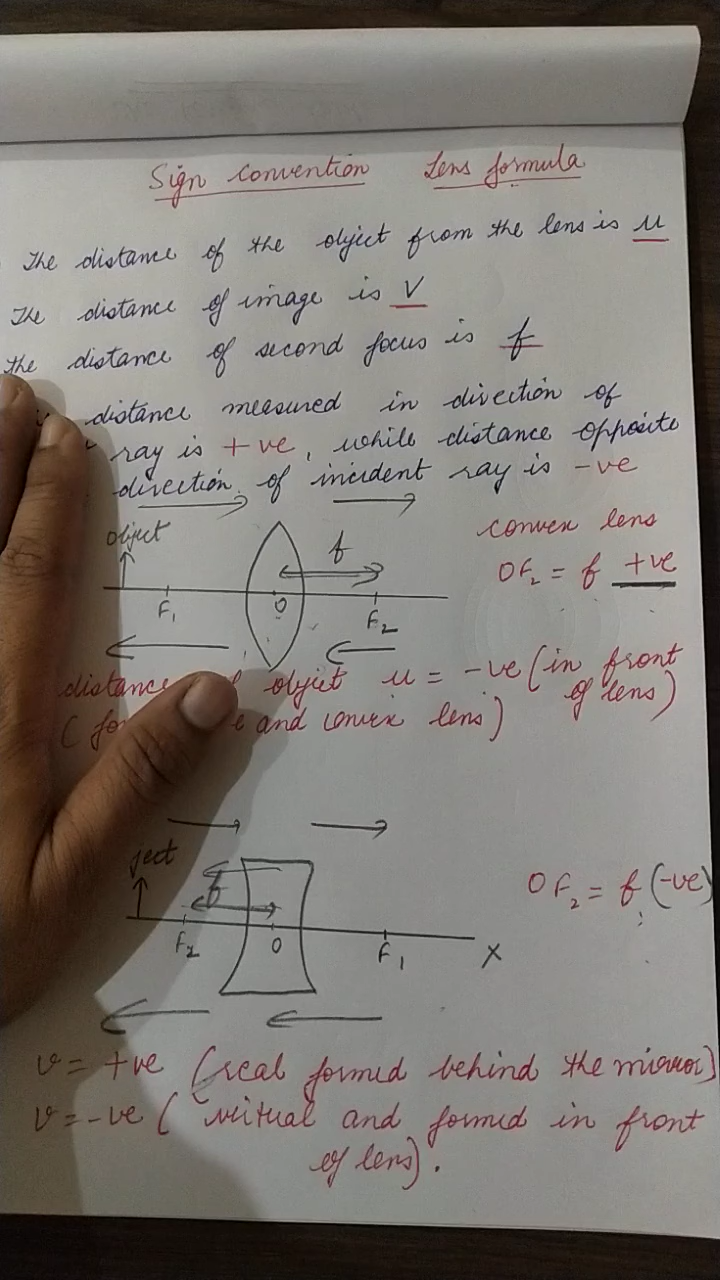 Sign convention Lens formula
The distance of the object from the lens is u
The distance of image is V
the distance of second focus is f
distance measured in direction of
ray is +ve, while distance opposite
direction of incident ray is -ve
object
f
convex lens
OF₂ = f +ve
F₁ O F₂
distance object u = -ve (in front of lens)
( and convex lens)
ject
f
OF₂ = f (-ve)
F₂ O F₁ X
v = +ve (real formed behind the mirror)
v = -ve ( virtual and formed in front
of lens).